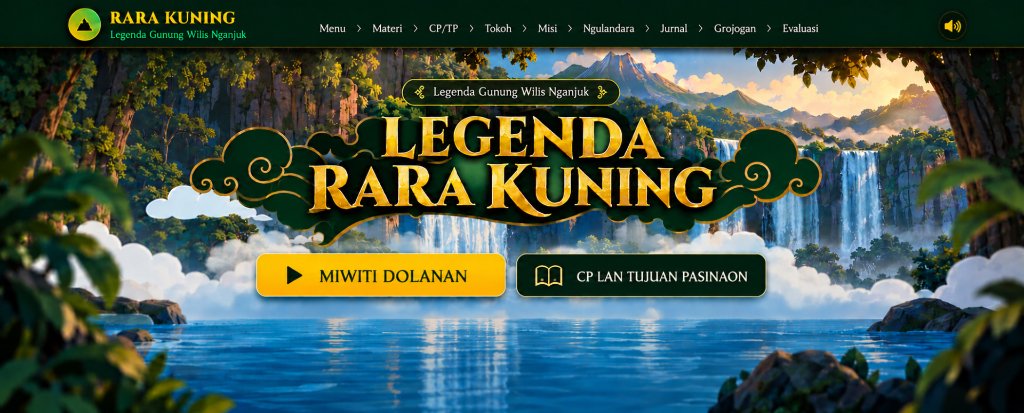 RARA KUNING
Legenda Gunung Wilis Nganjuk
Menu > Materi > CP/TP > Tokoh > Misi > Ngulandara > Jurnal > Grojogan > Evaluasi
Legenda Gunung Wilis Nganjuk
LEGENDA
RARA KUNING
MIWITI DOLANAN
CP LAN TUJUAN PASINAON